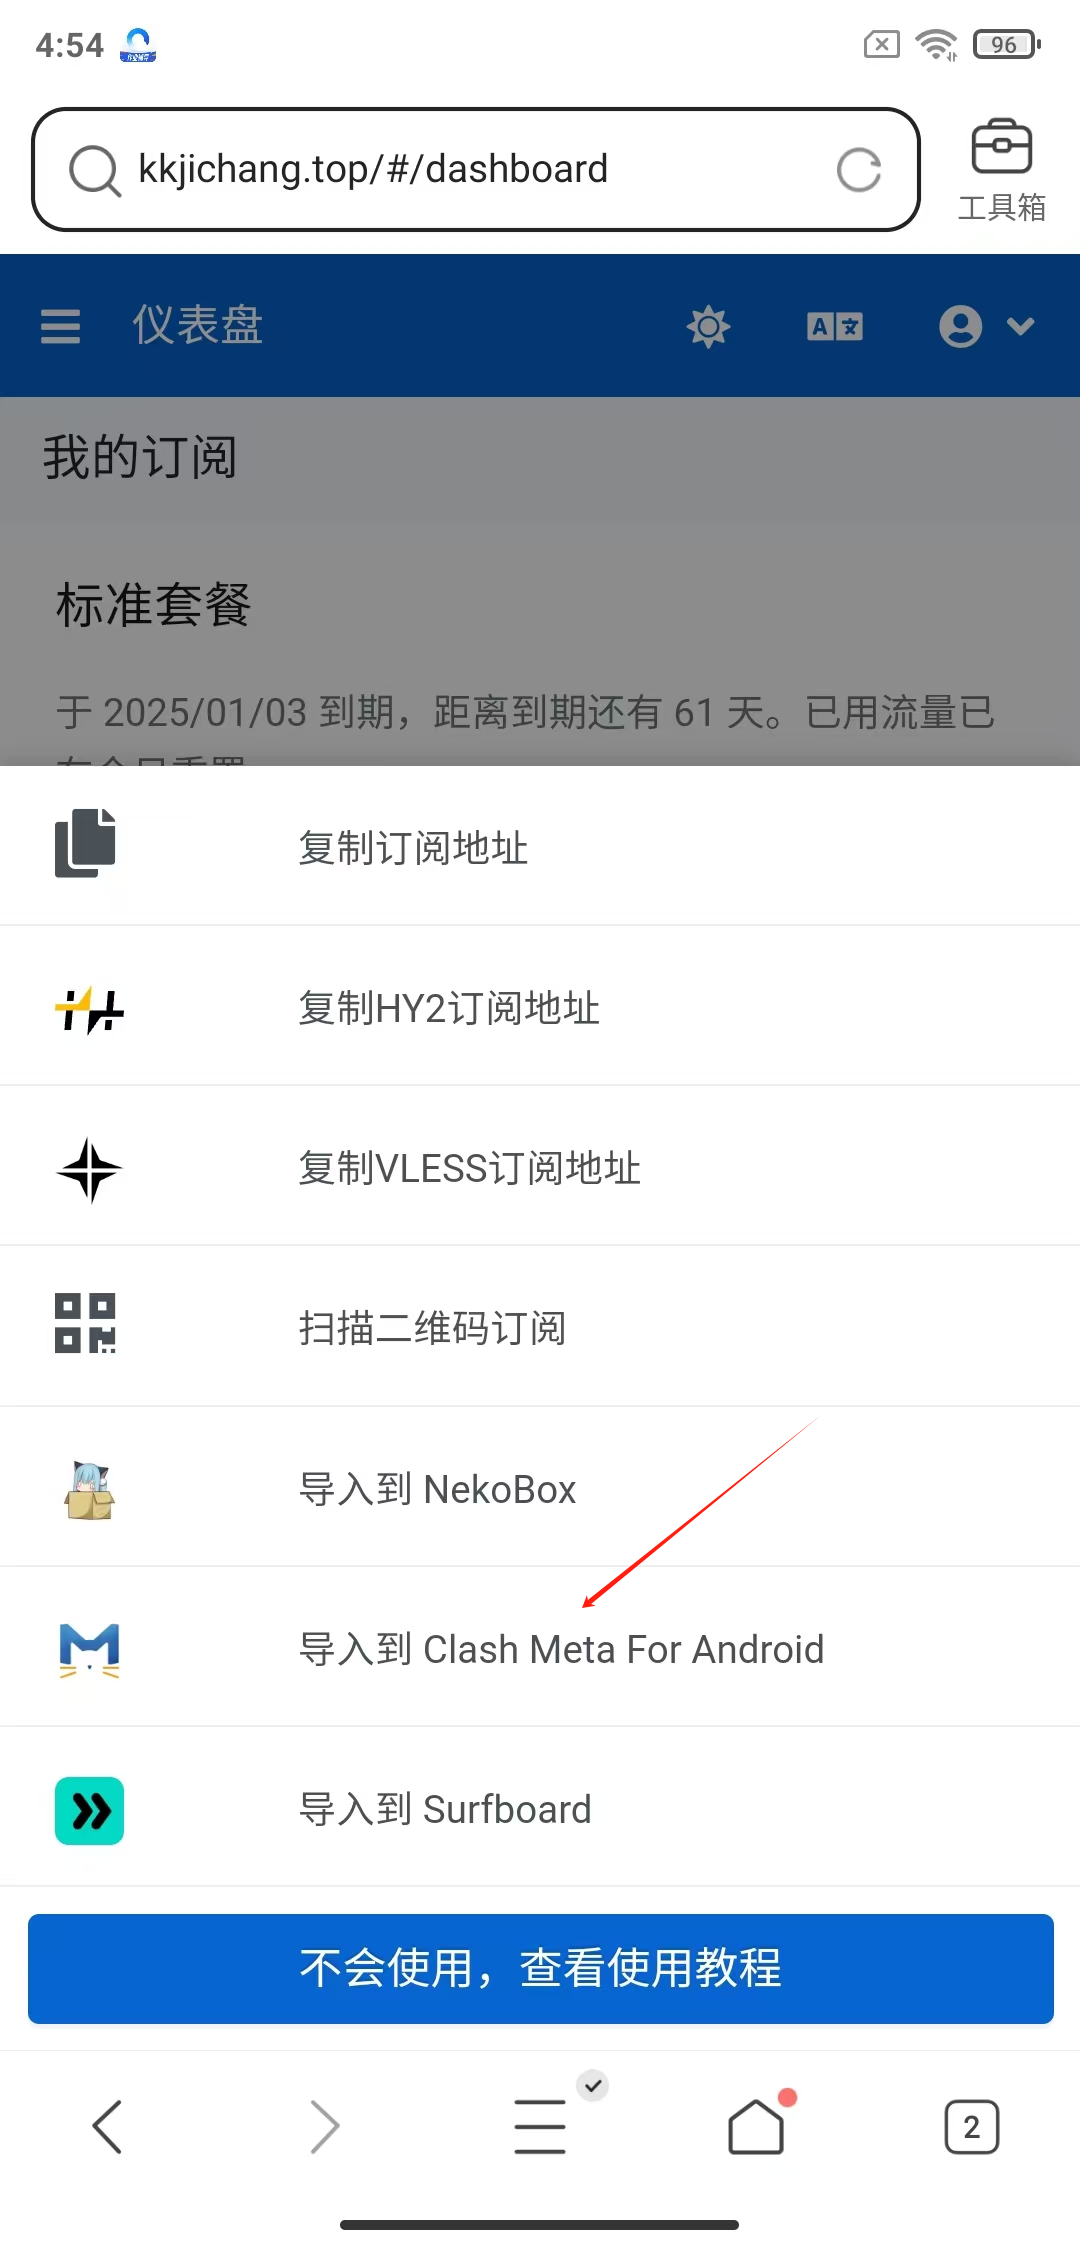 4:54
96
kkjichang.top/#/dashboard
工具箱
仪表盘
A 文
我的订阅
标准套餐
于 2025/01/03 到期，距离到期还有 61 天。已用流量已
复制订阅地址
复制HY2订阅地址
复制VLESS订阅地址
扫描二维码订阅
导入到 NekoBox
导入到 Clash Meta For Android
导入到 Surfboard
不会使用，查看使用教程
2